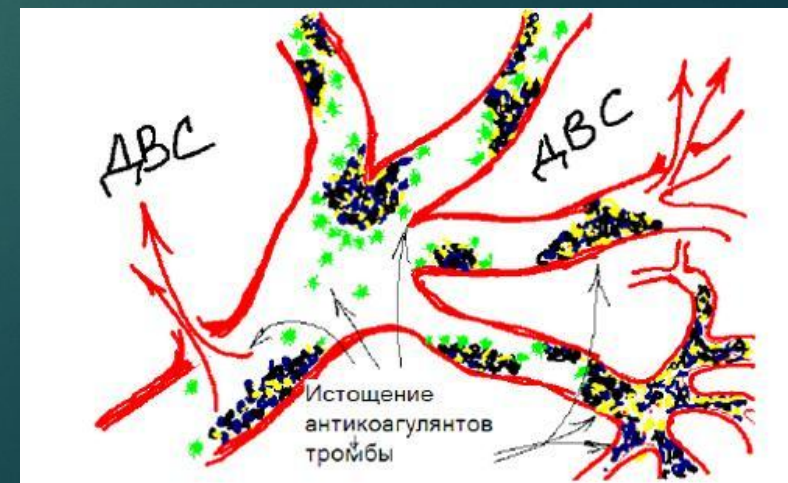 ДВС
ДВС
Истощение
антикоагулянтов
тромбы